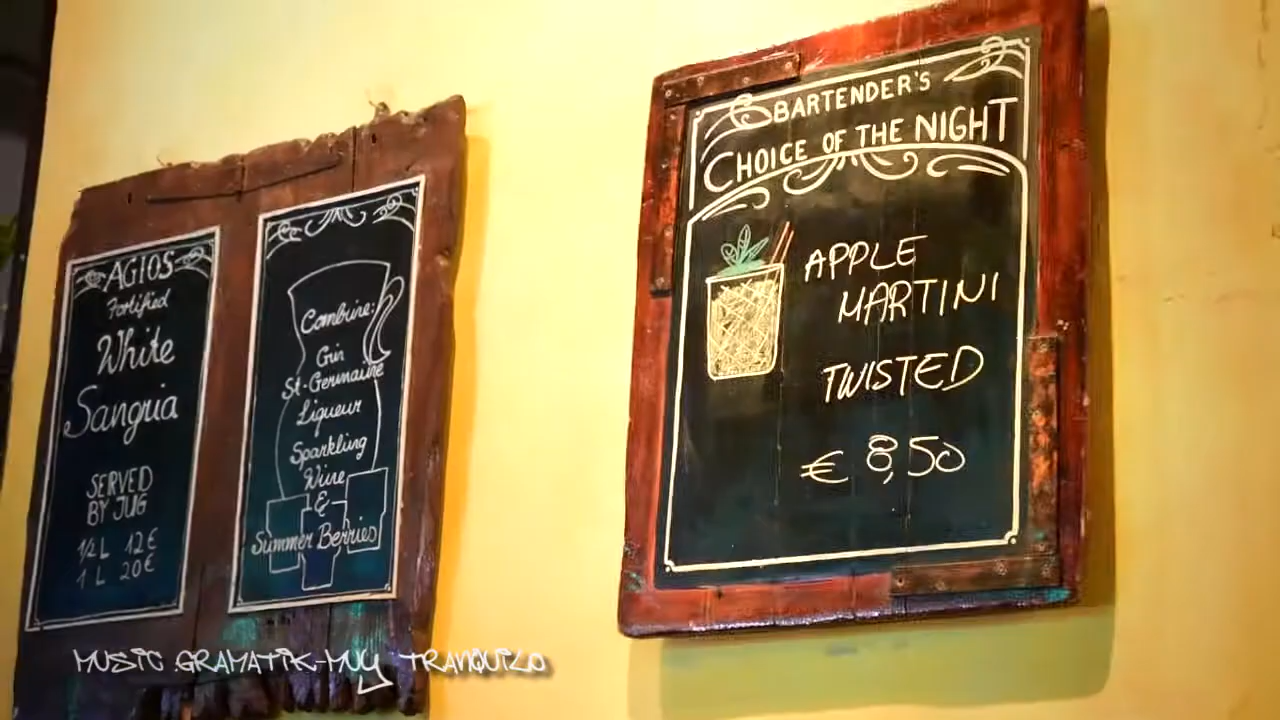 AGIOS
Fortified
White
Sangria
SERVED
BY JUG
1/2 L 12€
1 L 20€
Combine:
Gin
St-Germaine
Liqueur
Sparkling
Wine
&
Summer Berries
BARTENDER'S
CHOICE OF THE NIGHT
APPLE
MARTINI
TWISTED
€ 8,50
MUSIC: GRAMATIK-MUY TRANQUILO